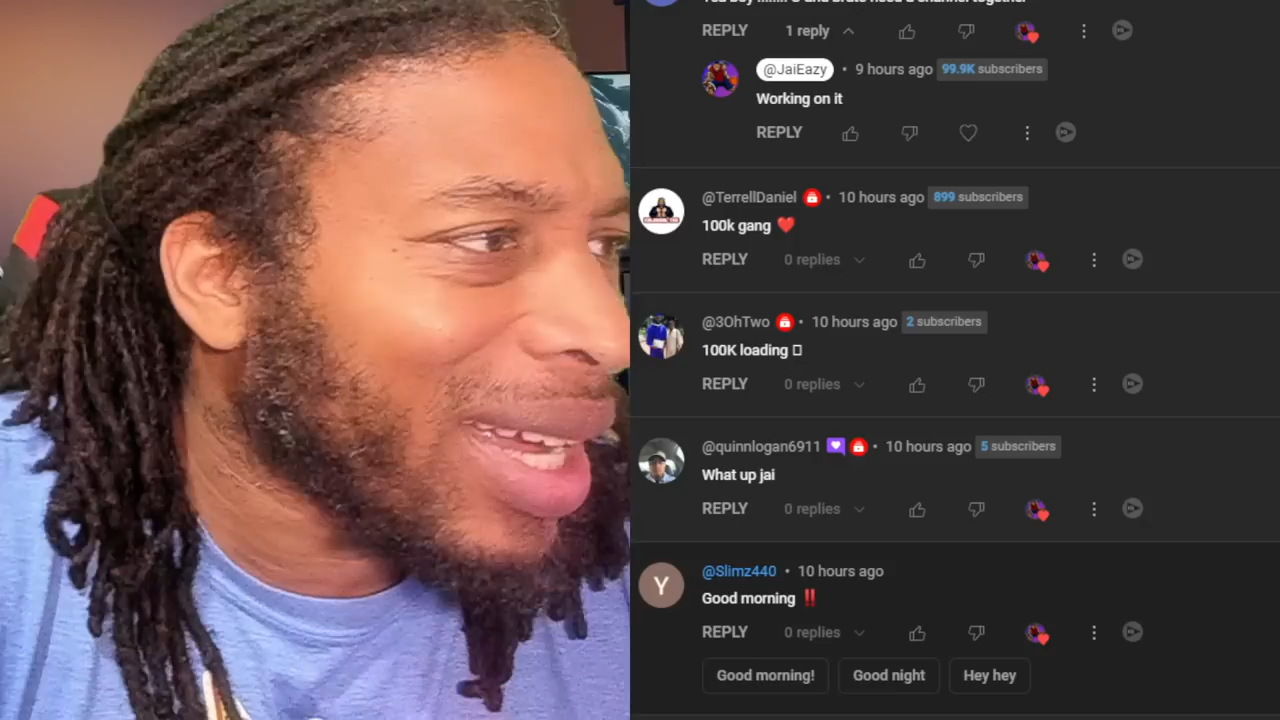 REPLY 1 reply
@JaiEazy • 9 hours ago 99.9K subscribers
Working on it
REPLY
@TerrellDaniel • 10 hours ago 899 subscribers
100k gang ❤️
REPLY 0 replies
@3OhTwo • 10 hours ago 2 subscribers
100K loading
REPLY 0 replies
@quinnlogan6911 • 10 hours ago 5 subscribers
What up jai
REPLY 0 replies
Y
@Slimz440 • 10 hours ago
Good morning ‼️
REPLY 0 replies
Good morning! Good night Hey hey